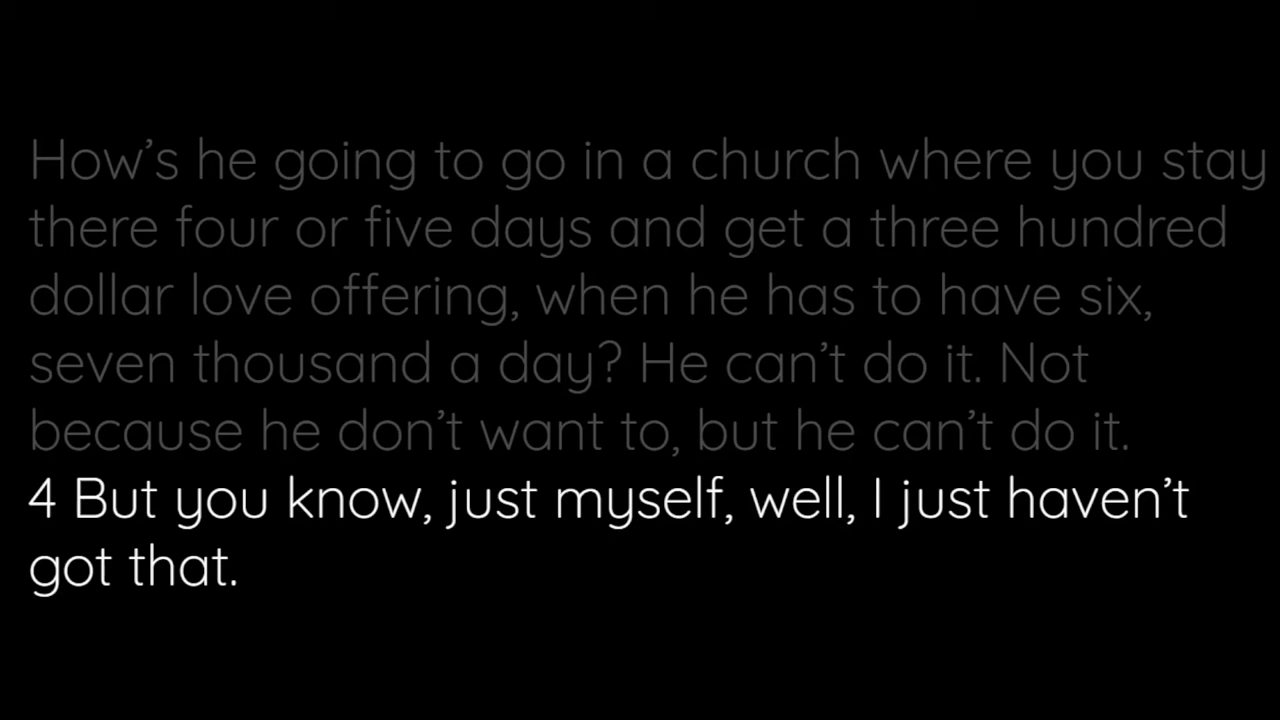 How’s he going to go in a church where you stay
there four or five days and get a three hundred
dollar love offering, when he has to have six,
seven thousand a day? He can’t do it. Not
because he don’t want to, but he can’t do it.
4 But you know, just myself, well, I just haven’t
got that.